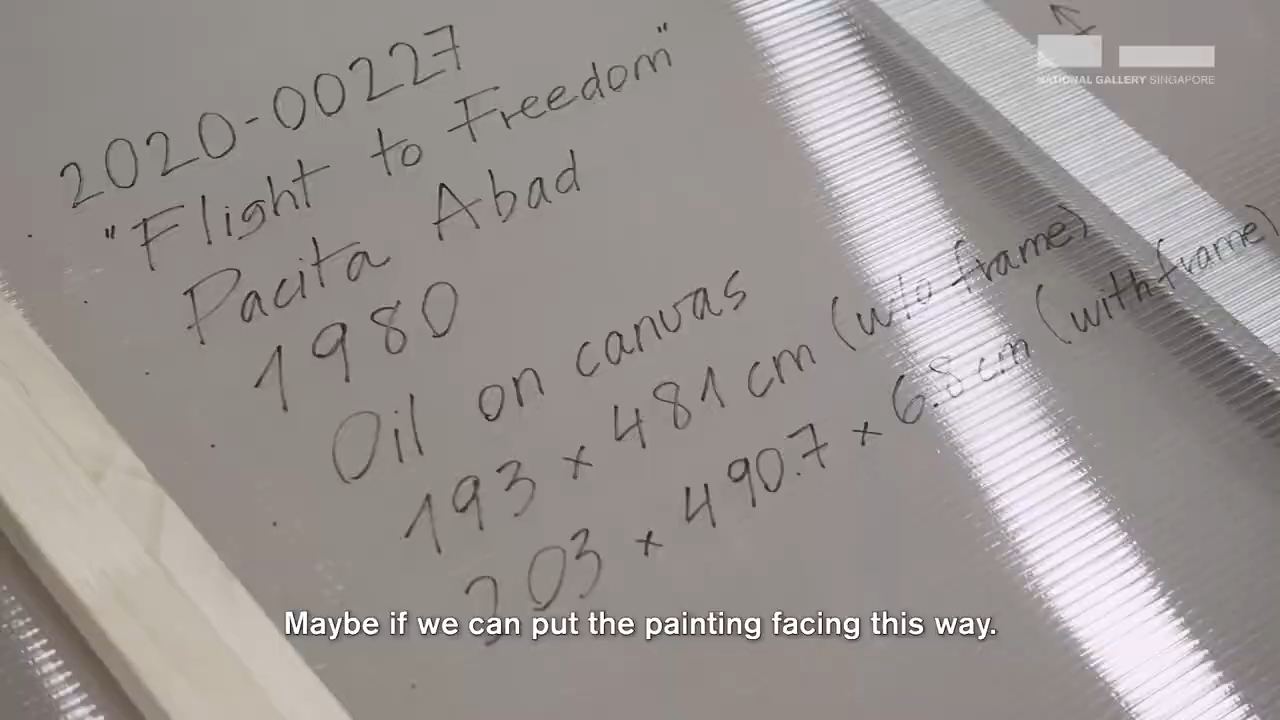 NATIONAL GALLERY SINGAPORE
2020-00227
"Flight to Freedom"
Pacita Abad
1980
Oil on canvas
193 x 481 cm (w/o frame)
203 x 490.7 x 6.8 cm (with frame)
Maybe if we can put the painting facing this way.